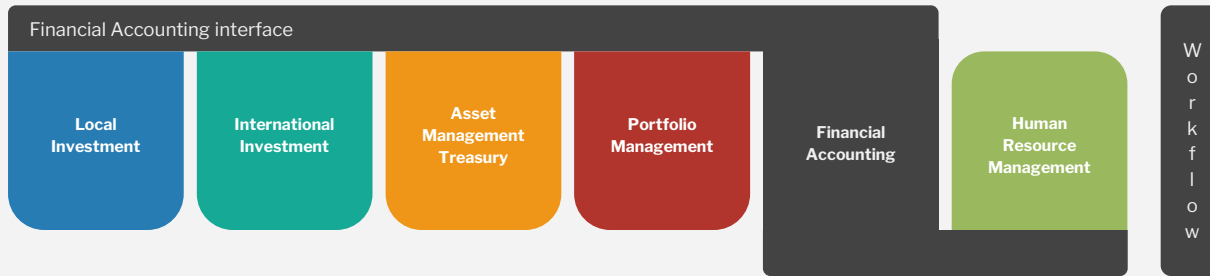 Financial Accounting interface
Local
Investment
International
Investment
Asset
Management
Treasury
Portfolio
Management
Financial
Accounting
Human
Resource
Management
W
o
r
k
f
l
o
w